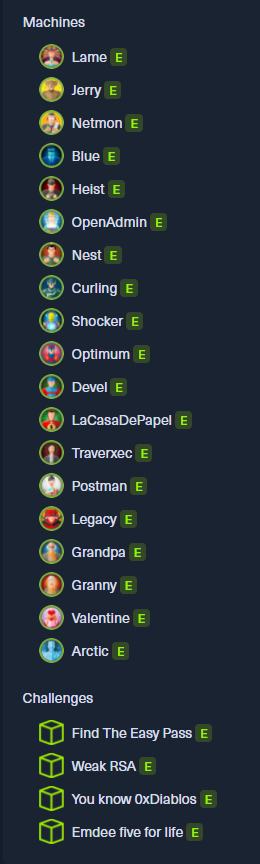 Machines
Lame E
Jerry E
Netmon E
Blue E
Heist E
OpenAdmin E
Nest E
Curling E
Shocker E
Optimum E
Devel E
LaCasaDePapel E
Traverxec E
Postman E
Legacy E
Grandpa E
Granny E
Valentine E
Arctic E
Challenges
Find The Easy Pass E
Weak RSA E
You know 0xDiablos E
Emdee five for life E